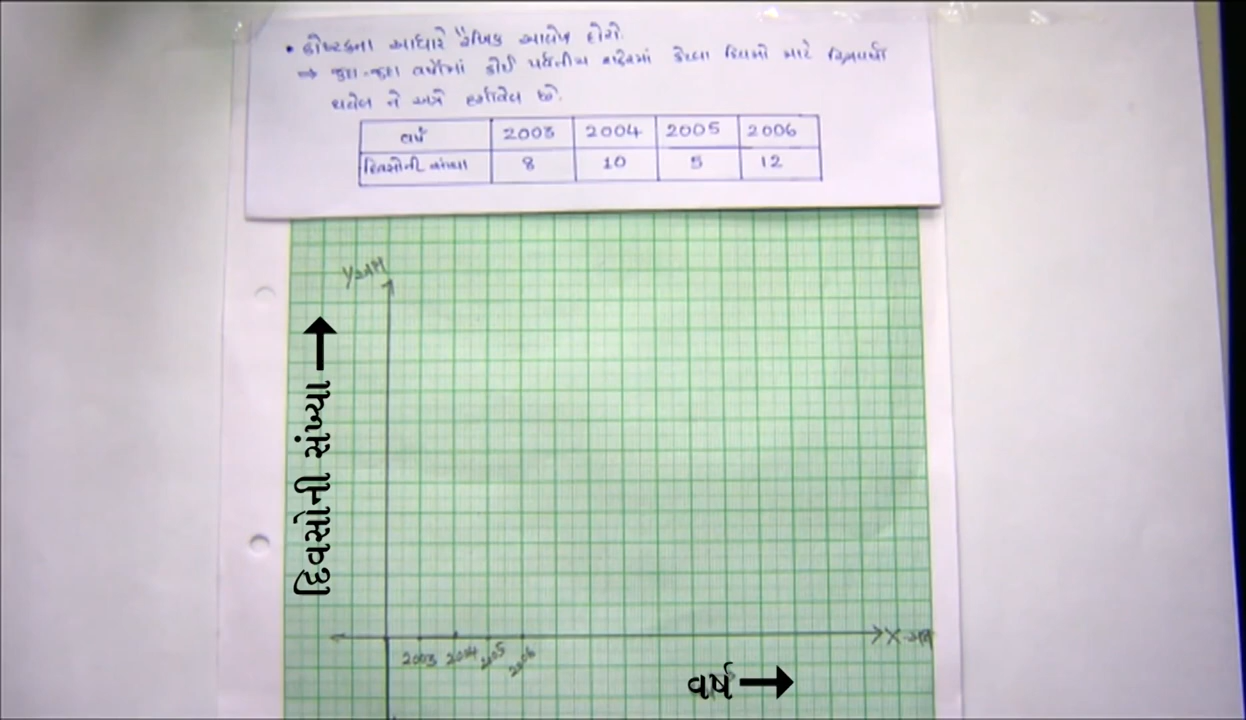 • કોષ્ટકના આધારે રૈખિક આલેખ દોરો.
⇒ જુદા-જુદા વર્ષોમાં કોઈ પર્વતીય શહેરમાં કેટલા દિવસો માટે હિમવર્ષા
થયેલ તે અત્રે દર્શાવેલ છે.
વર્ષ 2003 2004 2005 2006
દિવસોની સંખ્યા 8 10 5 12
Y-અક્ષ
દિવસોની સંખ્યા
X-અક્ષ
2003 2004 2005 2006
વર્ષ